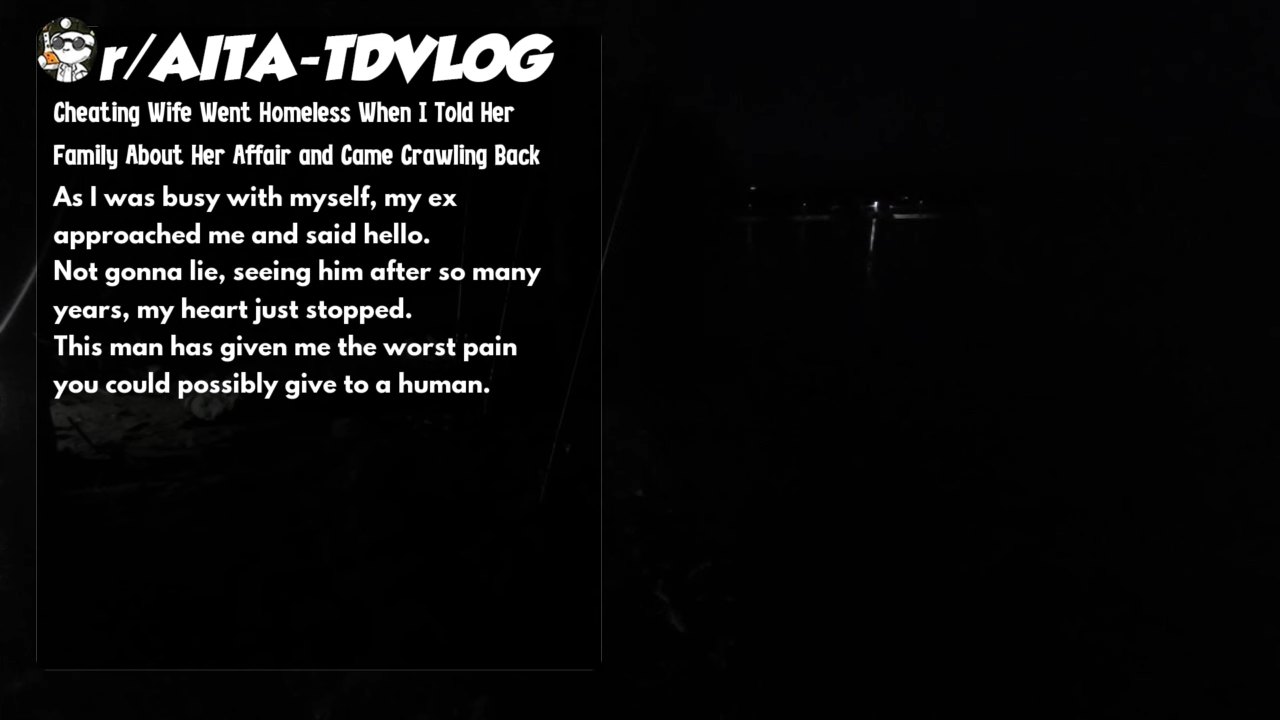 r/AITA-TDVLOG
Cheating Wife Went Homeless When I Told Her
Family About Her Affair and Came Crawling Back
As I was busy with myself, my ex
approached me and said hello.
Not gonna lie, seeing him after so many
years, my heart just stopped.
This man has given me the worst pain
you could possibly give to a human.